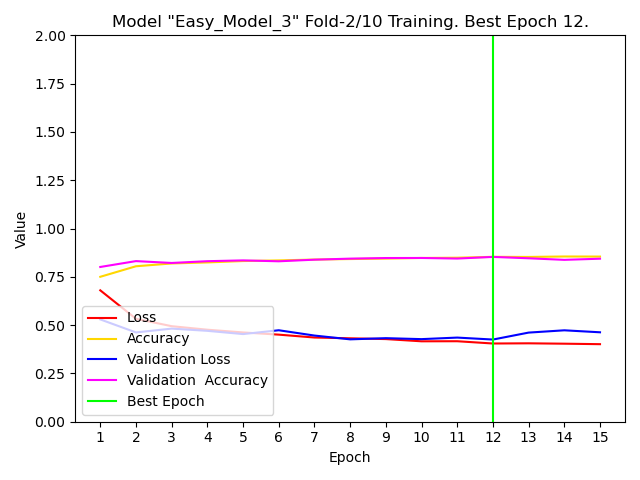 Model "Easy_Model_3" Fold-2/10 Training. Best Epoch 12.
2.00
1.75
1.50
1.25
1.00
0.75
0.50
0.25
0.00
Value
Loss
Accuracy
Validation Loss
Validation  Accuracy
Best Epoch
1 2 3 4 5 6 7 8 9 10 11 12 13 14 15
Epoch